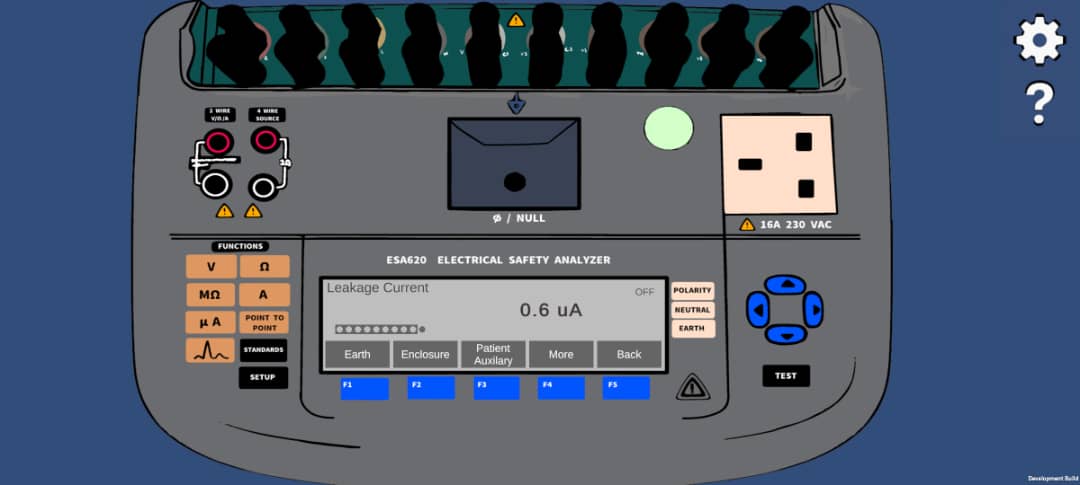 2 WIRE
V/Ω/A
4 WIRE
SOURCE
Ø / NULL
16A 230 VAC
FUNCTIONS
V
Ω
MΩ
A
µ A
POINT TO
POINT
STANDARDS
SETUP
ESA620 ELECTRICAL SAFETY ANALYZER
Leakage Current
OFF
0.6 uA
Earth
Enclosure
Patient
Auxilary
More
Back
F1
F2
F3
F4
F5
POLARITY
NEUTRAL
EARTH
TEST
Development Build